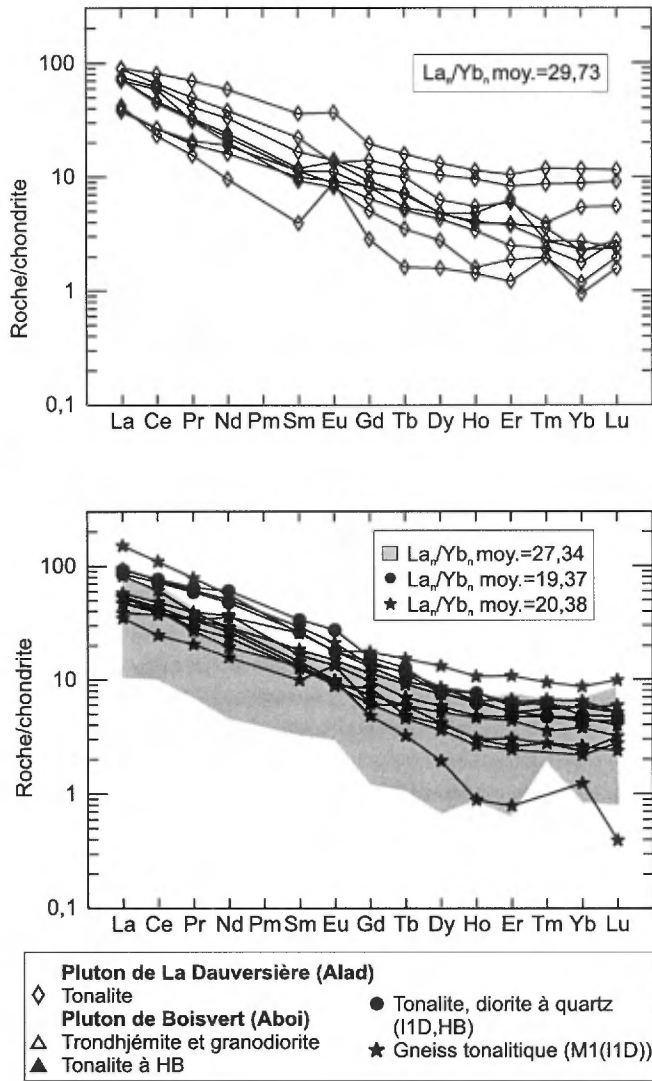 100
10
1
0,1
Roche/chondrite
Laₙ/Ybₙ moy.=29,73
La Ce Pr Nd Pm Sm Eu Gd Tb Dy Ho Er Tm Yb Lu
100
10
1
0,1
Roche/chondrite
Laₙ/Ybₙ moy.=27,34
Laₙ/Ybₙ moy.=19,37
Laₙ/Ybₙ moy.=20,38
La Ce Pr Nd Pm Sm Eu Gd Tb Dy Ho Er Tm Yb Lu
Pluton de La Dauversière (Alad)
Tonalite
Pluton de Boisvert (Aboi)
Trondhjémite et granodiorite
Tonalite à HB
Tonalite, diorite à quartz
(I1D,HB)
Gneiss tonalitique (M1(I1D))